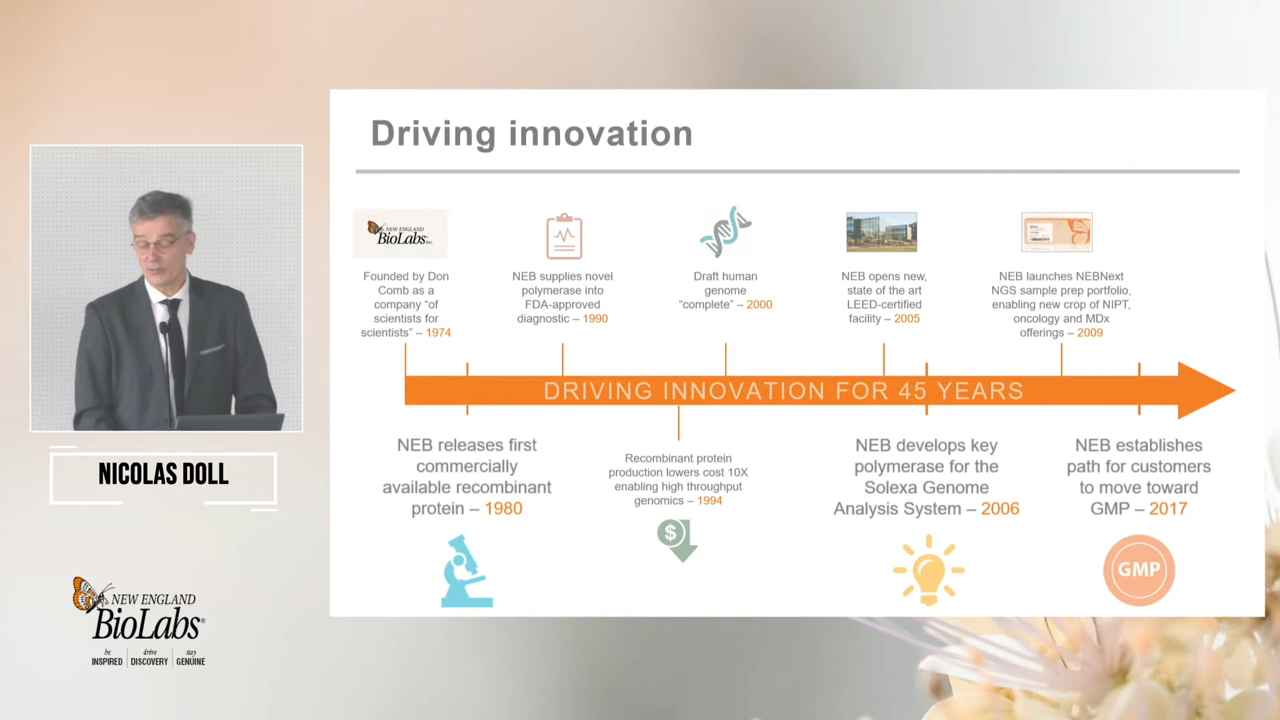 Driving innovation
NEW ENGLAND
BioLabs Inc.
Founded by Don
Comb as a
company “of
scientists for
scientists” – 1974
NEB supplies novel
polymerase into
FDA-approved
diagnostic – 1990
Draft human
genome
“complete” – 2000
NEB opens new,
state of the art
LEED-certified
facility – 2005
NEB launches NEBNext
NGS sample prep portfolio,
enabling new crop of NIPT,
oncology and MDx
offerings – 2009
DRIVING INNOVATION FOR 45 YEARS
NEB releases first
commercially
available recombinant
protein – 1980
Recombinant protein
production lowers cost 10X
enabling high throughput
genomics – 1994
$
NEB develops key
polymerase for the
Solexa Genome
Analysis System – 2006
NEB establishes
path for customers
to move toward
GMP – 2017
GMP
NICOLAS DOLL
NEW ENGLAND
BioLabs®
be drive stay
INSPIRED DISCOVERY GENUINE